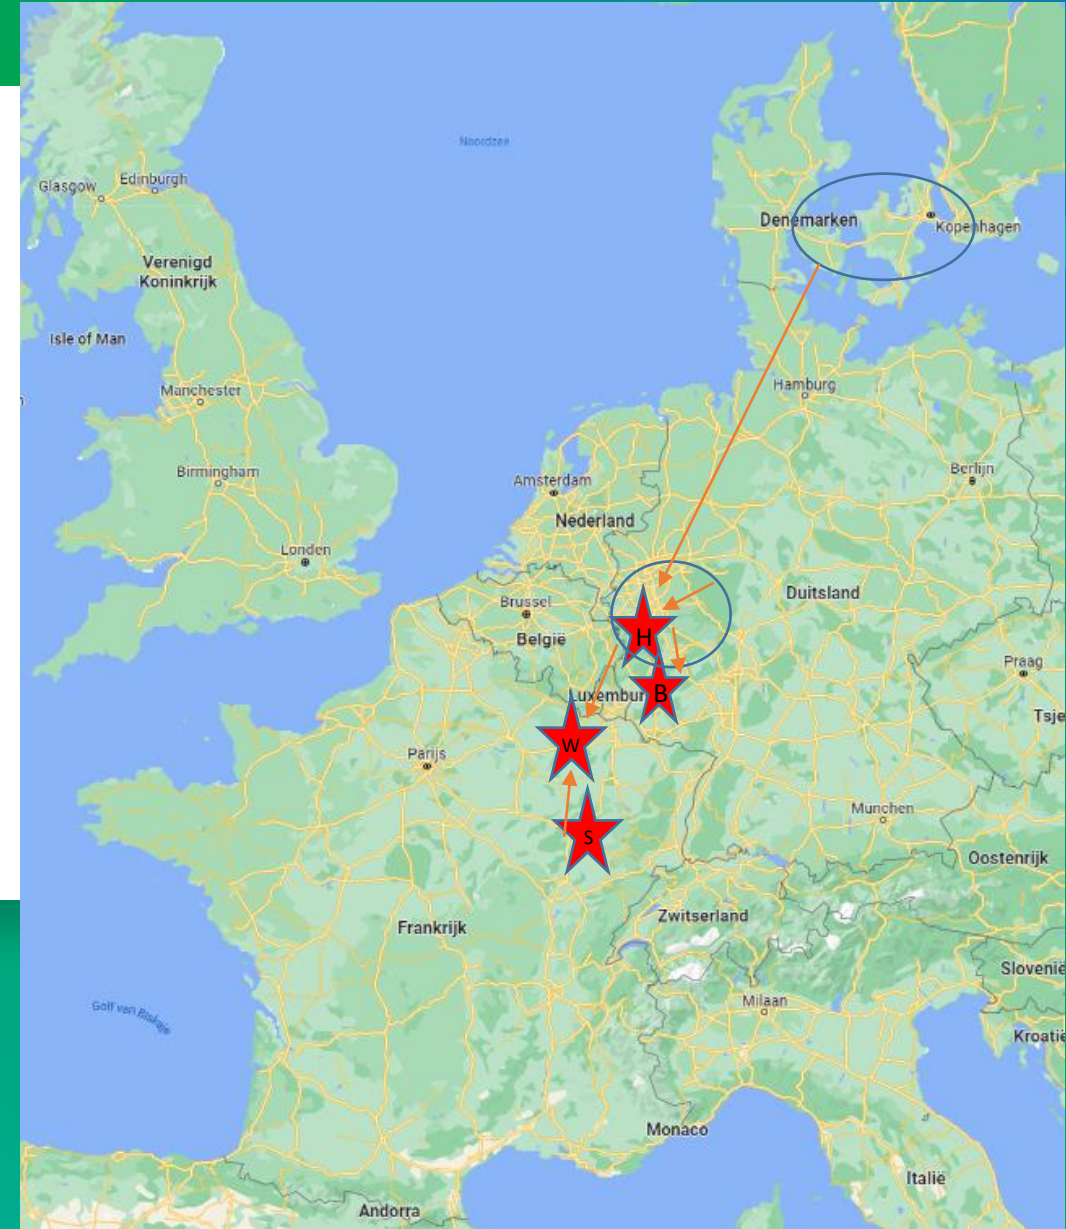 Noordzee
Glasgow
Edinburgh
Denemarken
Kopenhagen
Verenigd
Koninkrijk
Isle of Man
Hamburg
Manchester
Birmingham
Berlijn
Amsterdam
Nederland
Londen
Duitsland
Brussel
H
België
Praag
Luxembur
B
Tsje
W
Parijs
Munchen
S
Oostenrijk
Zwitserland
Frankrijk
Slovenië
Milaan
Golf van Biskaje
Kroatië
Monaco
Italië
Andorra